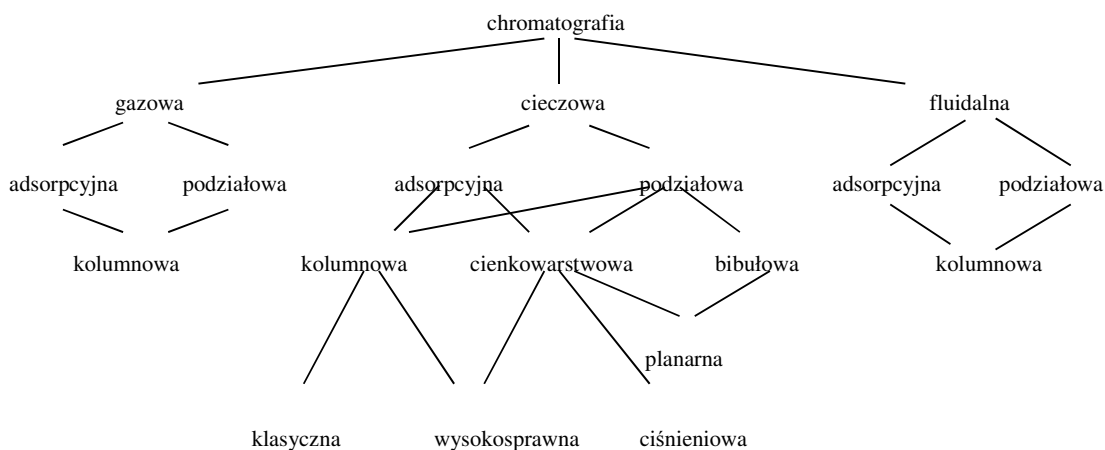 chromatografia
gazowa cieczowa fluidalna
adsorpcyjna podziałowa adsorpcyjna podziałowa adsorpcyjna podziałowa
kolumnowa kolumnowa cienkowarstwowa bibułowa kolumnowa
planarna
klasyczna wysokosprawna ciśnieniowa